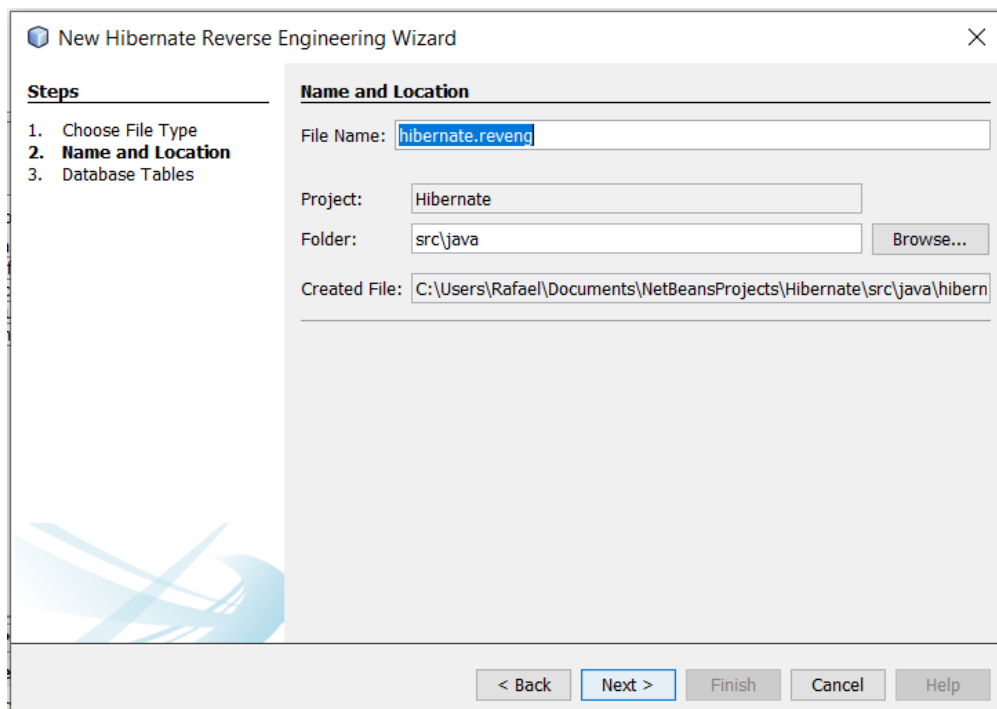 New Hibernate Reverse Engineering Wizard
Steps
1. Choose File Type
2. Name and Location
3. Database Tables
Name and Location
File Name: hibernate.reveng
Project: Hibernate
Folder: src\java Browse...
Created File: C:\Users\Rafael\Documents\NetBeansProjects\Hibernate\src\java\hibern
< Back Next > Finish Cancel Help